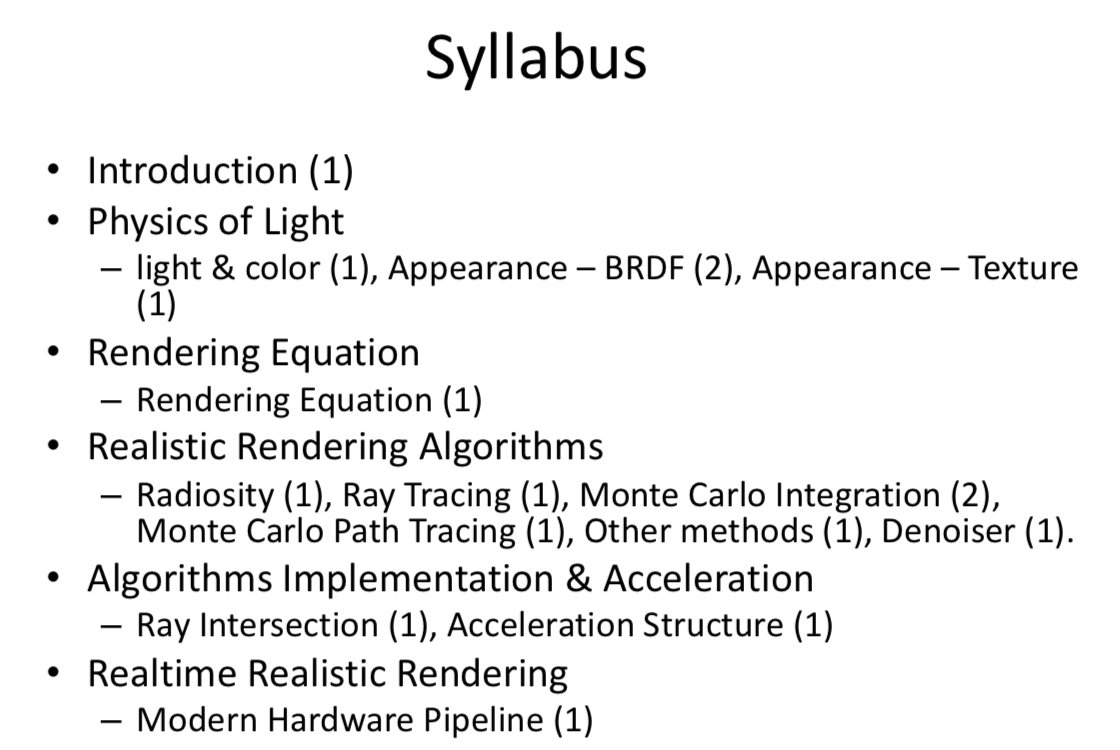 Syllabus
• Introduction (1)
• Physics of Light
– light & color (1), Appearance – BRDF (2), Appearance – Texture
(1)
• Rendering Equation
– Rendering Equation (1)
• Realistic Rendering Algorithms
– Radiosity (1), Ray Tracing (1), Monte Carlo Integration (2),
Monte Carlo Path Tracing (1), Other methods (1), Denoiser (1).
• Algorithms Implementation & Acceleration
– Ray Intersection (1), Acceleration Structure (1)
• Realtime Realistic Rendering
– Modern Hardware Pipeline (1)